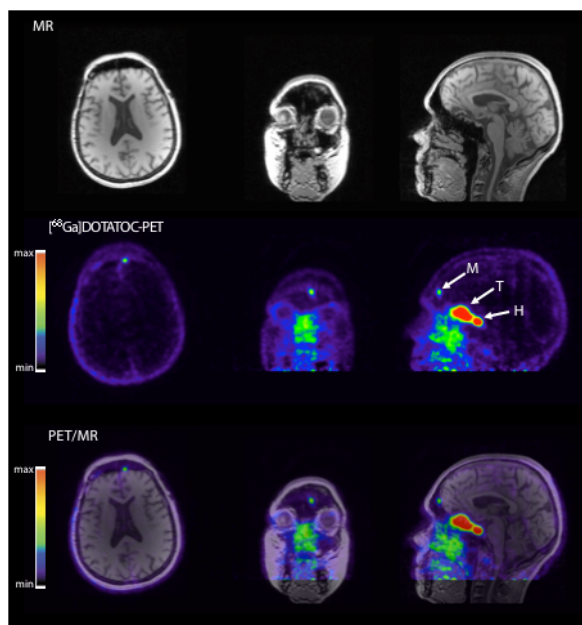 MR
[⁶⁸Ga]DOTATOC-PET
max
min
M
T
H
PET/MR
max
min